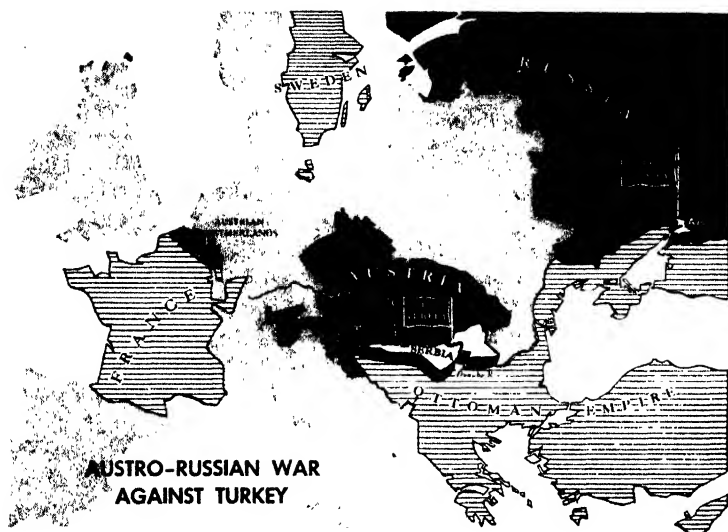 SWEDEN
RUSSIA
AUSTRIAN
NETHERLANDS
AUSTRIA
FRANCE
SERBIA
OTTOMAN EMPIRE
AUSTRO-RUSSIAN WAR
AGAINST TURKEY